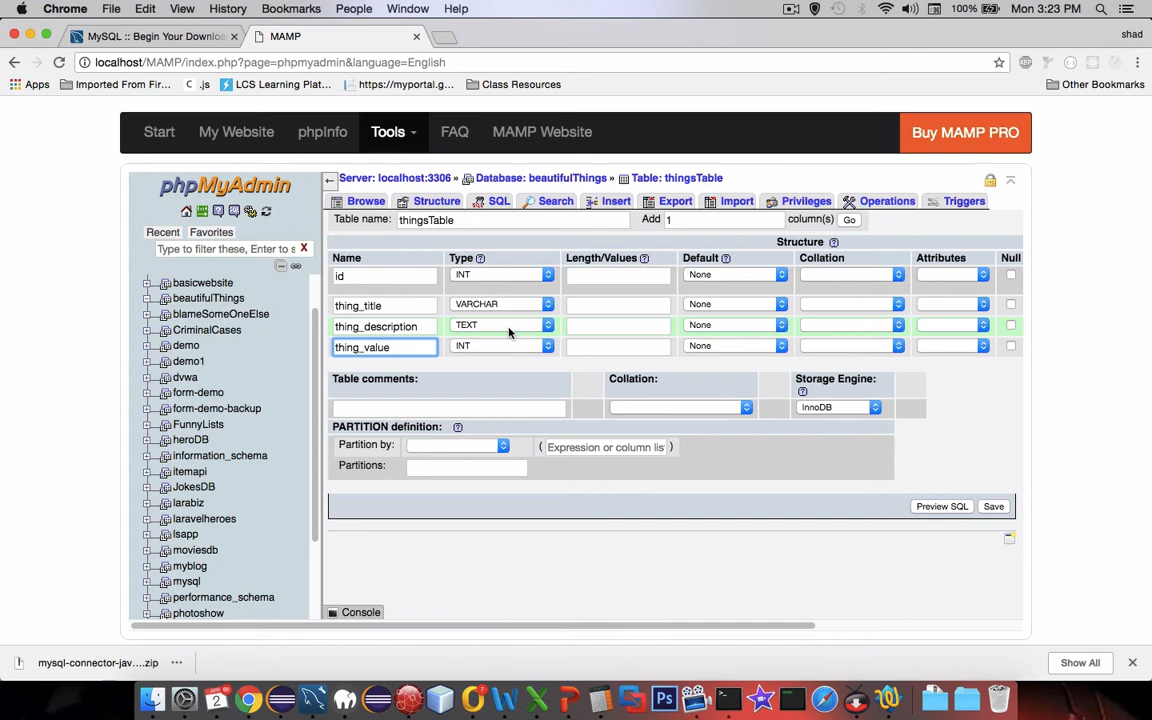 Chrome File Edit View History Bookmarks People Window Help 100% Mon 3:23 PM
MySQL :: Begin Your Downloa × MAMP × shad
localhost/MAMP/index.php?page=phpmyadmin&language=English
Apps Imported From Fir... C .js LCS Learning Plat... https://myportal.g... Class Resources Other Bookmarks
Start My Website phpInfo Tools FAQ MAMP Website Buy MAMP PRO
phpMyAdmin
Server: localhost:3306 » Database: beautifulThings » Table: thingsTable
Browse Structure SQL Search Insert Export Import Privileges Operations Triggers
Table name: thingsTable Add 1 column(s) Go
Recent Favorites
Type to filter these, Enter to s X
basicwebsite
beautifulThings
blameSomeOneElse
CriminalCases
demo
demo1
dvwa
form-demo
form-demo-backup
FunnyLists
heroDB
information_schema
itemapi
JokesDB
larabiz
laravelheroes
lsapp
moviesdb
myblog
mysql
performance_schema
photoshow
Structure
Name Type Length/Values Default Collation Attributes Null
id INT None
thing_title VARCHAR None
thing_description TEXT None
thing_value INT None
Table comments: Collation: Storage Engine:
InnoDB
PARTITION definition:
Partition by: ( Expression or column lis )
Partitions:
Preview SQL Save
Console
mysql-connector-jav....zip Show All